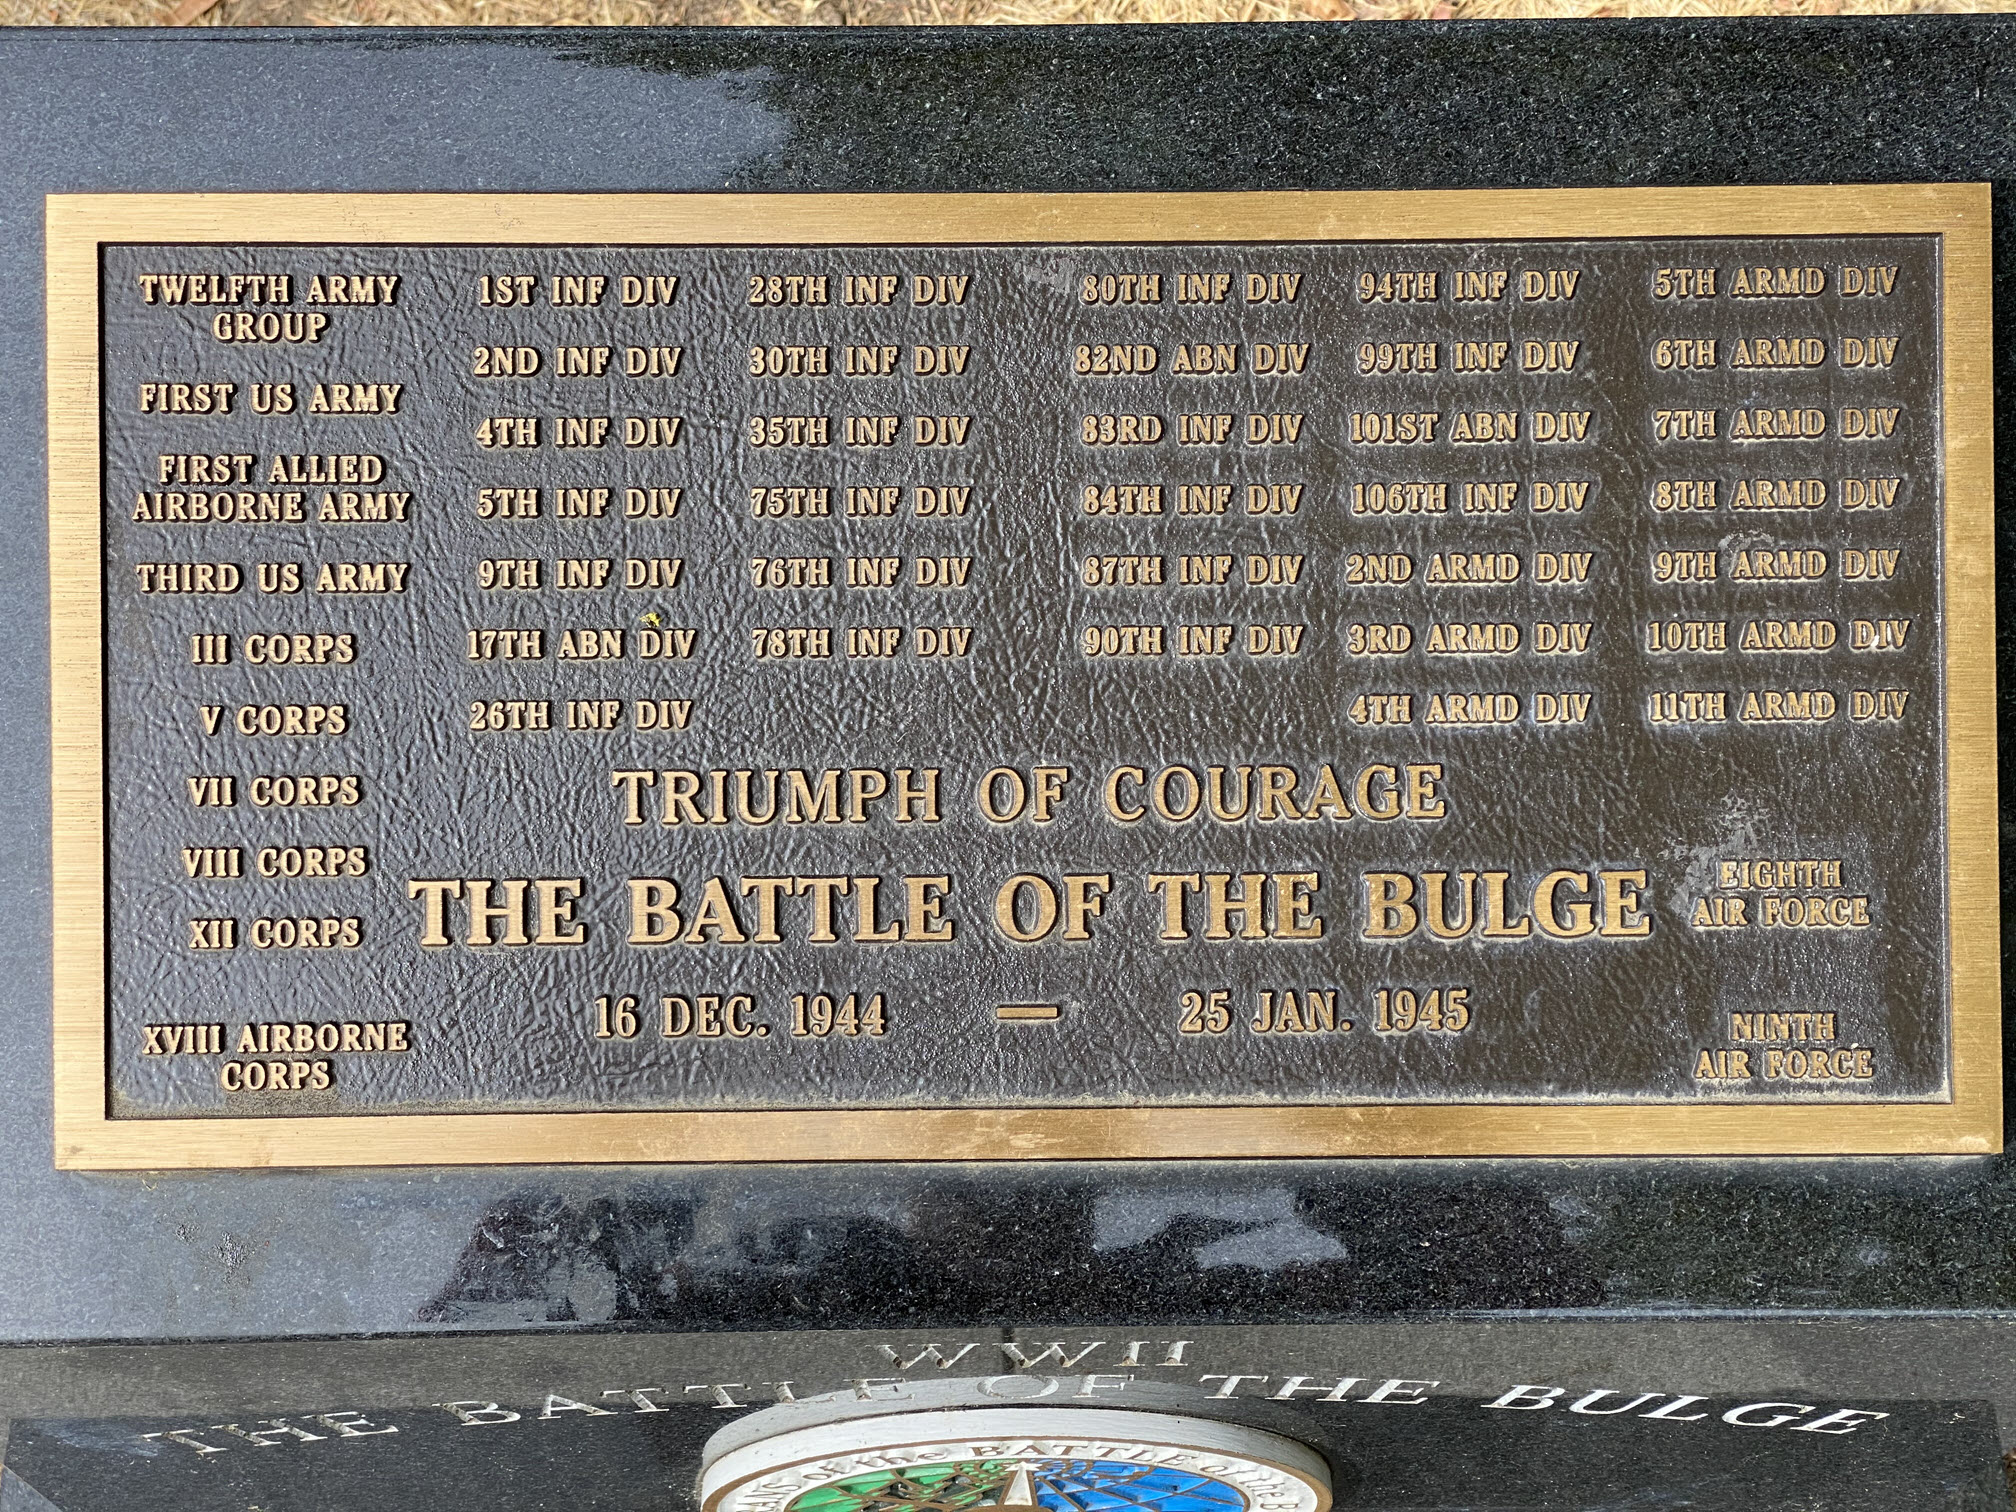 TWELFTH ARMY
GROUP
FIRST US ARMY
FIRST ALLIED
AIRBORNE ARMY
THIRD US ARMY
III CORPS
V CORPS
VII CORPS
VIII CORPS
XII CORPS
XVIII AIRBORNE
CORPS
1ST INF DIV
2ND INF DIV
4TH INF DIV
5TH INF DIV
9TH INF DIV
17TH ABN DIV
26TH INF DIV
28TH INF DIV
30TH INF DIV
35TH INF DIV
75TH INF DIV
76TH INF DIV
78TH INF DIV
80TH INF DIV
82ND ABN DIV
83RD INF DIV
84TH INF DIV
87TH INF DIV
90TH INF DIV
94TH INF DIV
99TH INF DIV
101ST ABN DIV
106TH INF DIV
2ND ARMD DIV
3RD ARMD DIV
4TH ARMD DIV
5TH ARMD DIV
6TH ARMD DIV
7TH ARMD DIV
8TH ARMD DIV
9TH ARMD DIV
10TH ARMD DIV
11TH ARMD DIV
TRIUMPH OF COURAGE
THE BATTLE OF THE BULGE
16 DEC. 1944 — 25 JAN. 1945
EIGHTH
AIR FORCE
NINTH
AIR FORCE
WWII
THE BATTLE OF THE BULGE
OF the BATTLE of the